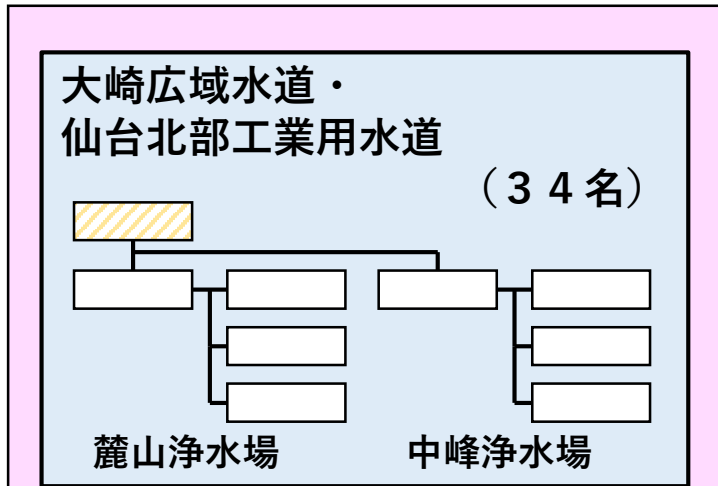 大崎広域水道・
仙台北部工業用水道
（３４名）
麓山浄水場
中峰浄水場